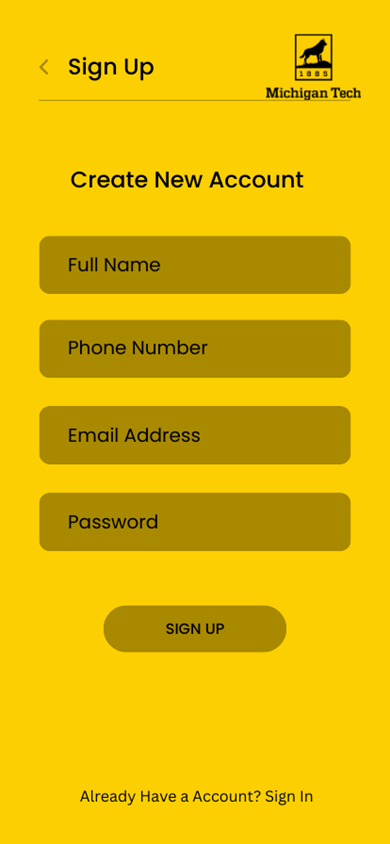 Sign Up
1885
Michigan Tech
Create New Account
Full Name
Phone Number
Email Address
Password
SIGN UP
Already Have a Account? Sign In